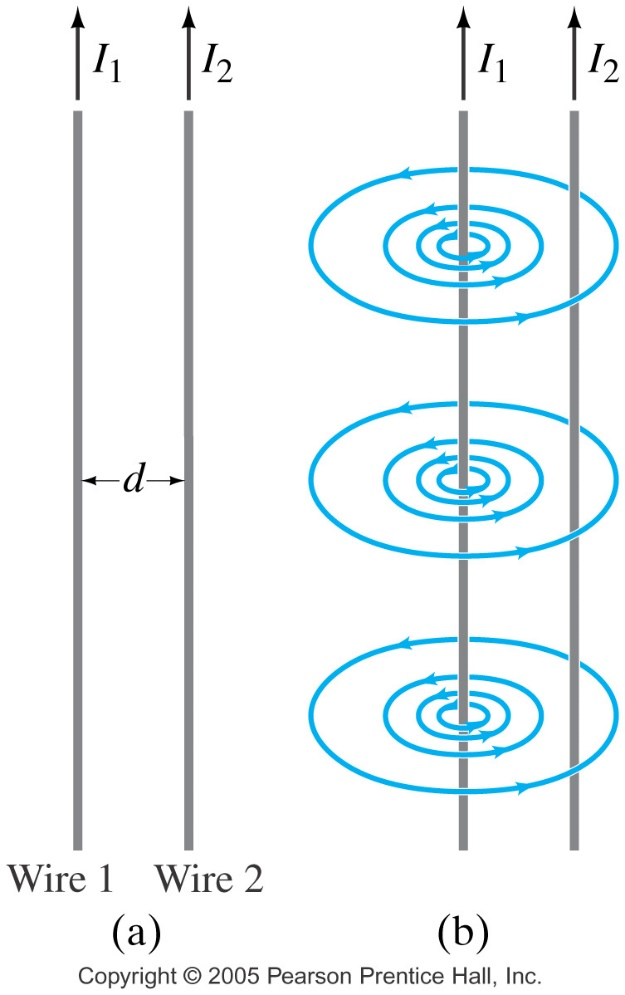 I₁ I₂ I₁ I₂
d
Wire 1 Wire 2
(a) (b)
Copyright © 2005 Pearson Prentice Hall, Inc.